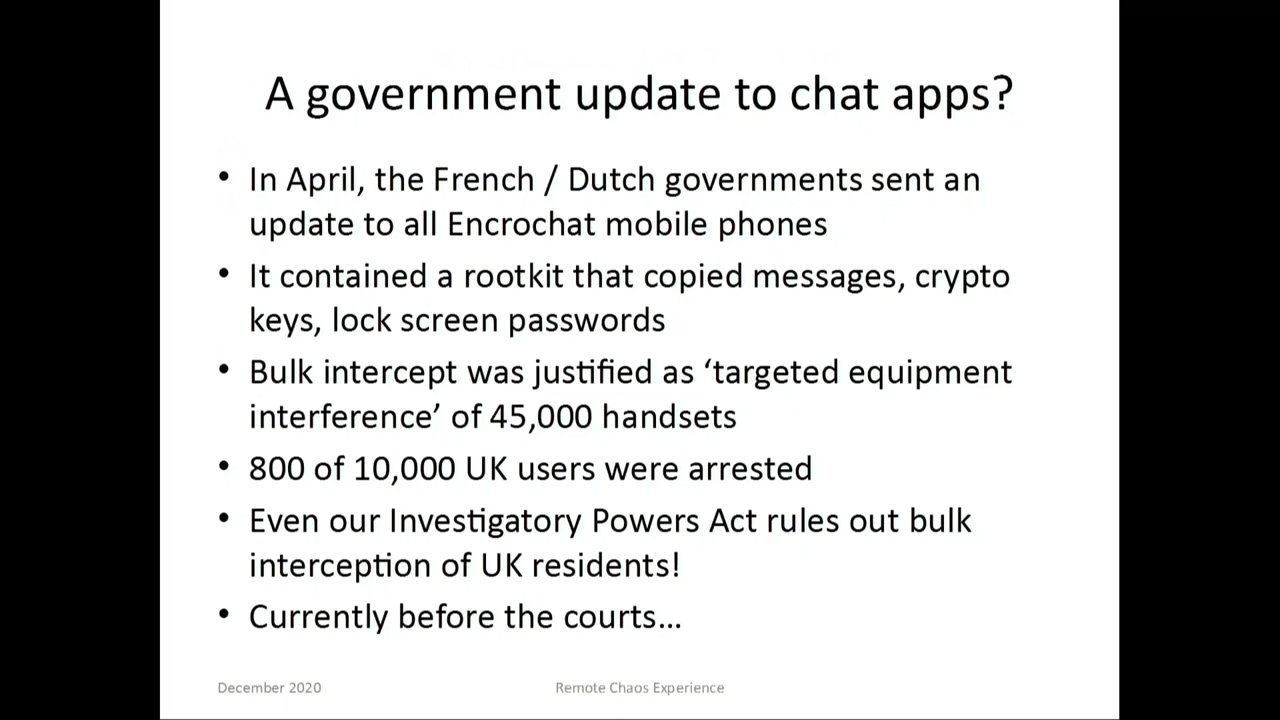 A government update to chat apps?
• In April, the French / Dutch governments sent an
update to all Encrochat mobile phones
• It contained a rootkit that copied messages, crypto
keys, lock screen passwords
• Bulk intercept was justified as ‘targeted equipment
interference’ of 45,000 handsets
• 800 of 10,000 UK users were arrested
• Even our Investigatory Powers Act rules out bulk
interception of UK residents!
• Currently before the courts…
December 2020 Remote Chaos Experience